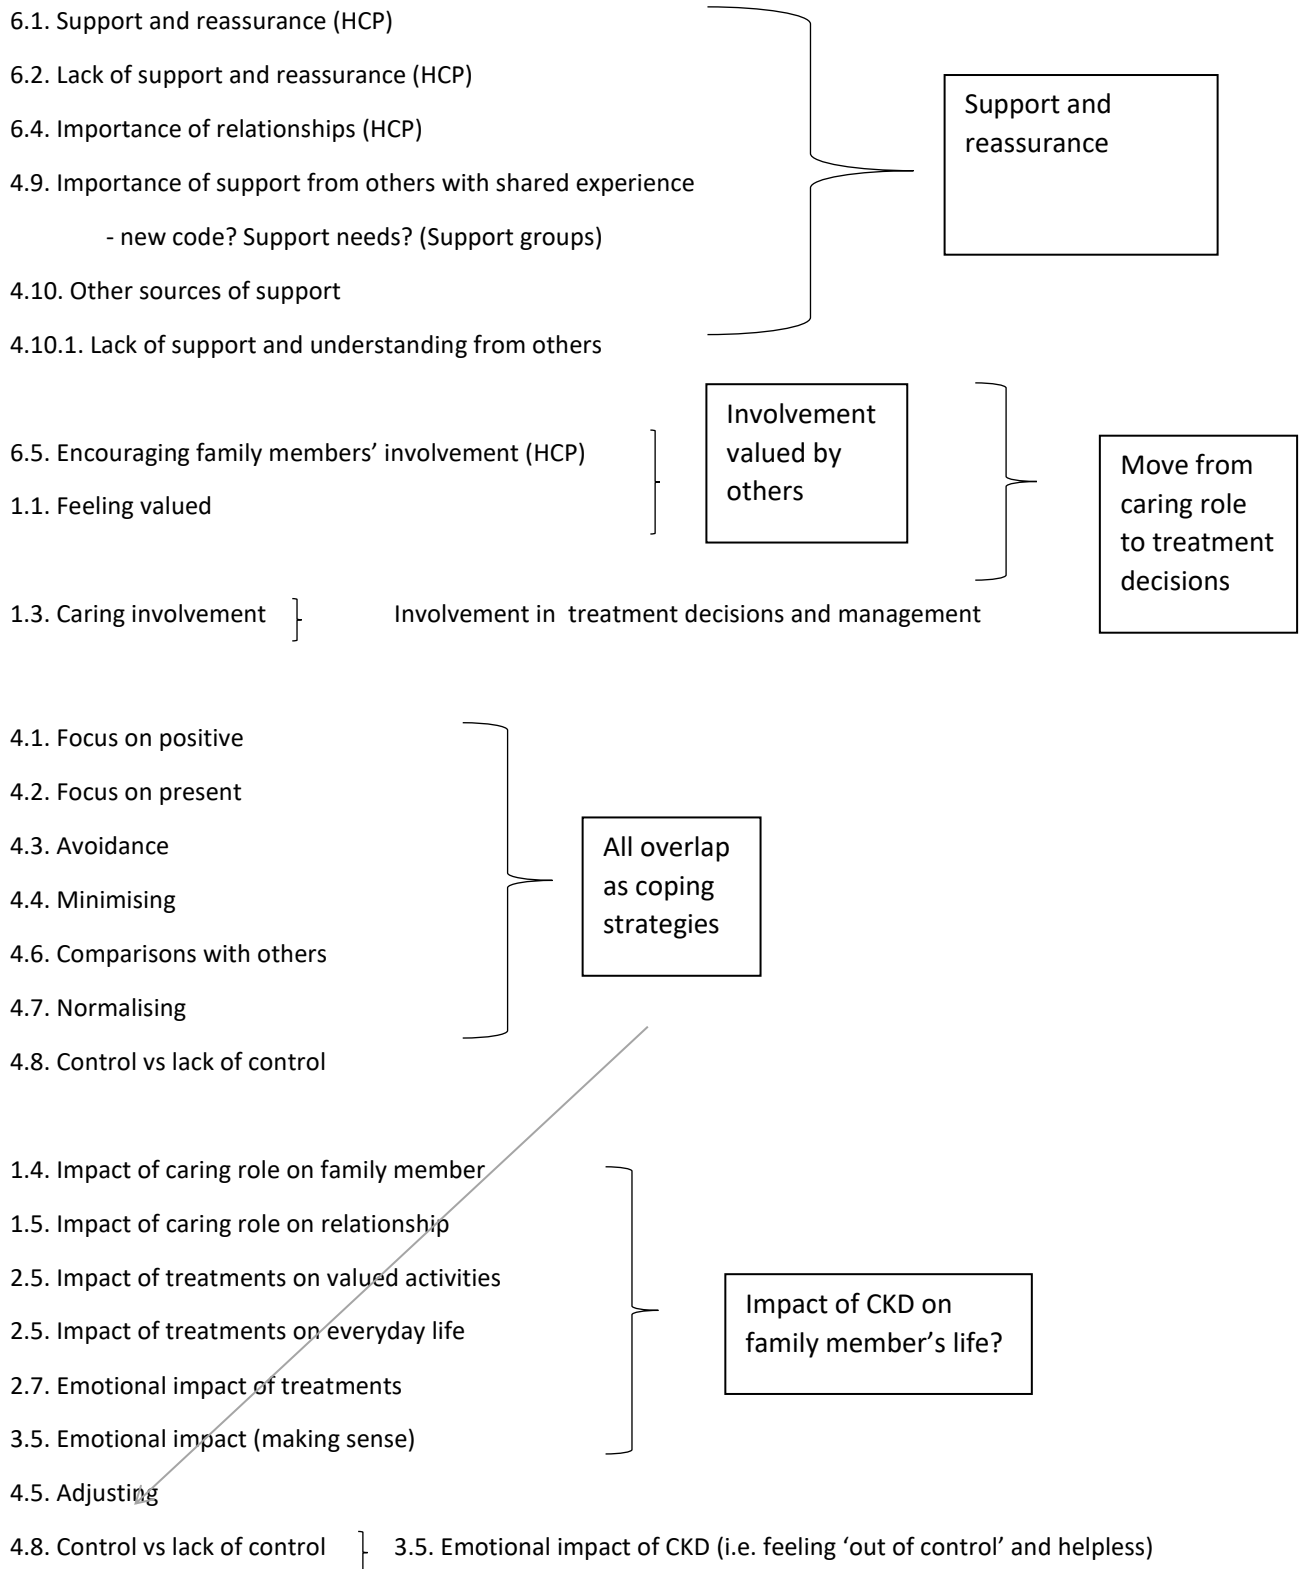 6.1. Support and reassurance (HCP)
6.2. Lack of support and reassurance (HCP)
6.4. Importance of relationships (HCP)
4.9. Importance of support from others with shared experience
- new code? Support needs? (Support groups)
4.10. Other sources of support
4.10.1. Lack of support and understanding from others
Support and
reassurance
6.5. Encouraging family members’ involvement (HCP)
1.1. Feeling valued
Involvement
valued by
others
1.3. Caring involvement
Involvement in  treatment decisions and management
Move from
caring role
to treatment
decisions
4.1. Focus on positive
4.2. Focus on present
4.3. Avoidance
4.4. Minimising
4.6. Comparisons with others
4.7. Normalising
4.8. Control vs lack of control
All overlap
as coping
strategies
1.4. Impact of caring role on family member
1.5. Impact of caring role on relationship
2.5. Impact of treatments on valued activities
2.5. Impact of treatments on everyday life
2.7. Emotional impact of treatments
3.5. Emotional impact (making sense)
4.5. Adjusting
Impact of CKD on
family member’s life?
4.8. Control vs lack of control
3.5. Emotional impact of CKD (i.e. feeling ‘out of control’ and helpless)